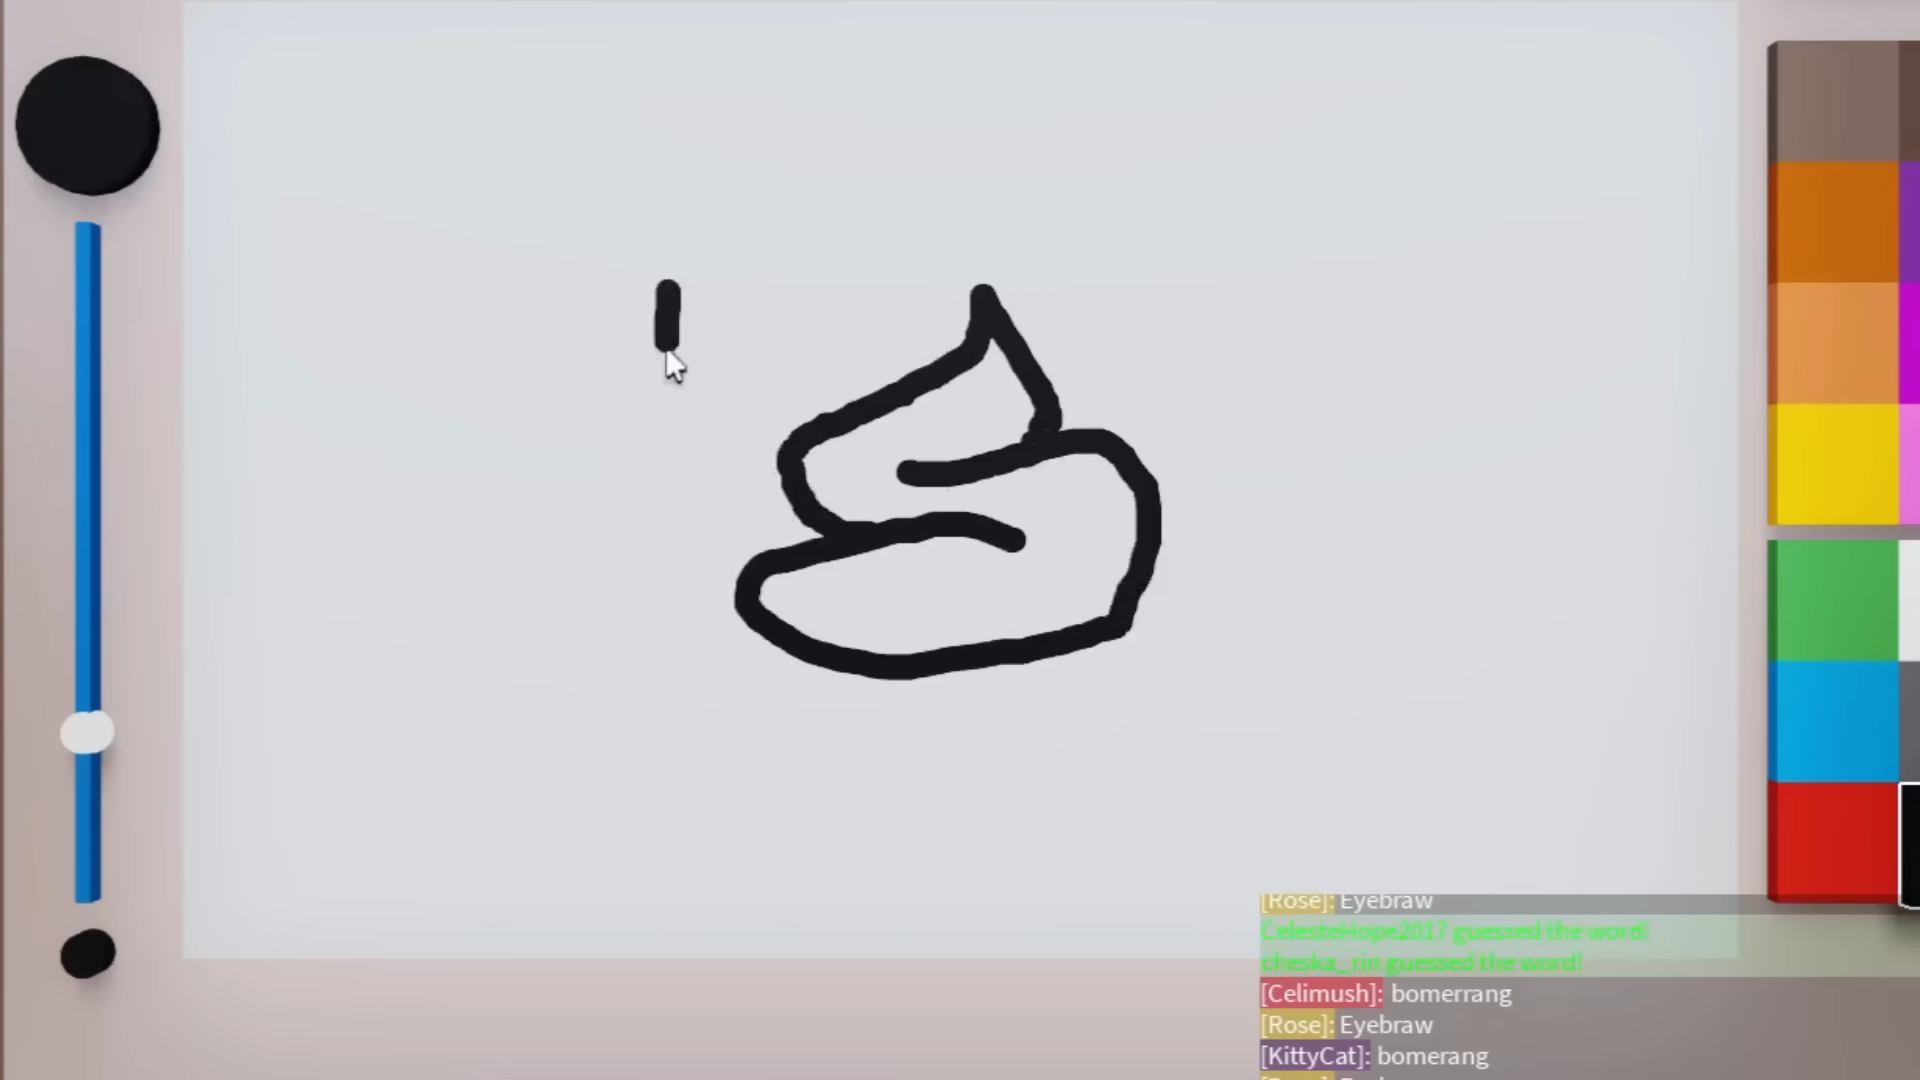 [Rose]: Eyebraw
CelesteHope2017 guessed the word!
cheska_rin guessed the word!
[Celimush]: bomerrang
[Rose]: Eyebraw
[KittyCat]: bomerang